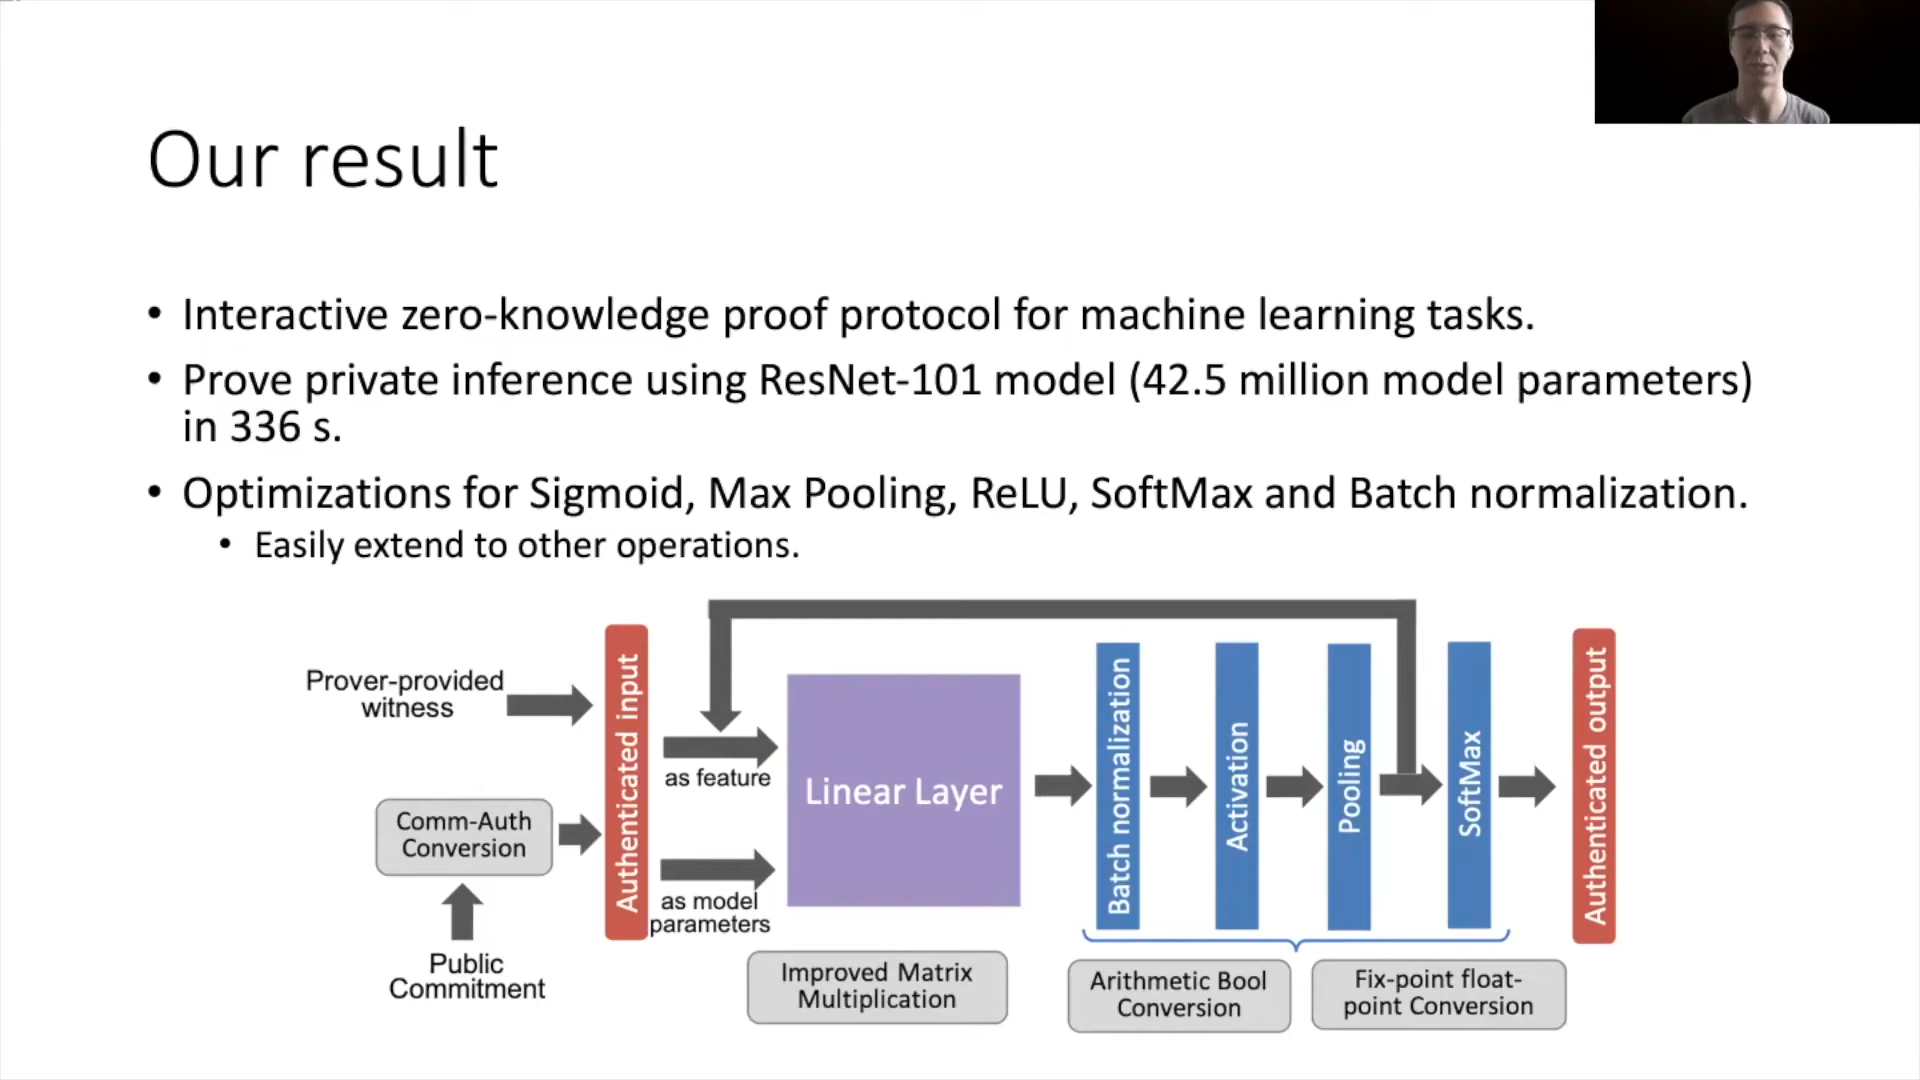 Our result
• Interactive zero-knowledge proof protocol for machine learning tasks.
• Prove private inference using ResNet-101 model (42.5 million model parameters)
in 336 s.
• Optimizations for Sigmoid, Max Pooling, ReLU, SoftMax and Batch normalization.
• Easily extend to other operations.
Prover-provided
witness
Comm-Auth
Conversion
Public
Commitment
Authenticated input
as feature
as model
parameters
Linear Layer
Improved Matrix
Multiplication
Batch normalization
Activation
Pooling
SoftMax
Arithmetic Bool
Conversion
Fix-point float-
point Conversion
Authenticated output